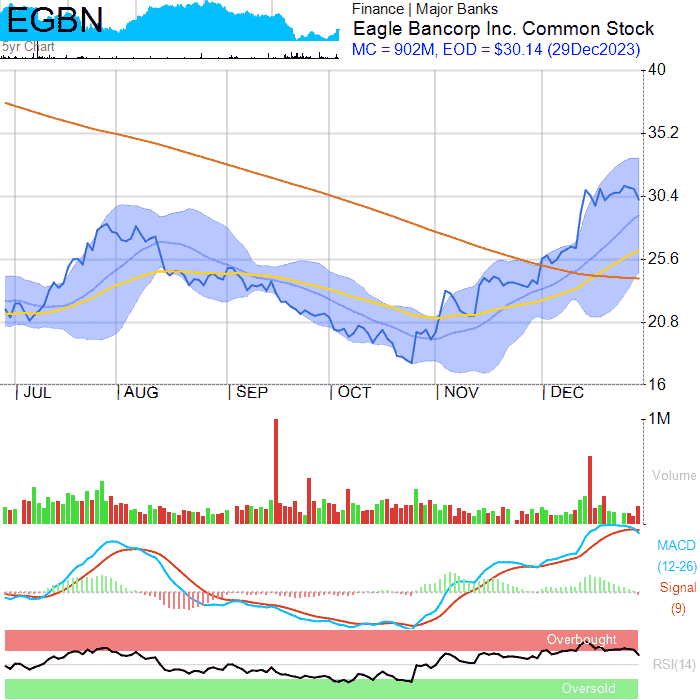 EGBN
5yr Chart
Finance | Major Banks
Eagle Bancorp Inc. Common Stock
MC = 902M, EOD = $30.14 (29Dec2023)
40
35.2
30.4
25.6
20.8
16
JUL AUG SEP OCT NOV DEC
1M
Volume
MACD
(12-26)
Signal
(9)
Overbought
RSI(14)
Oversold